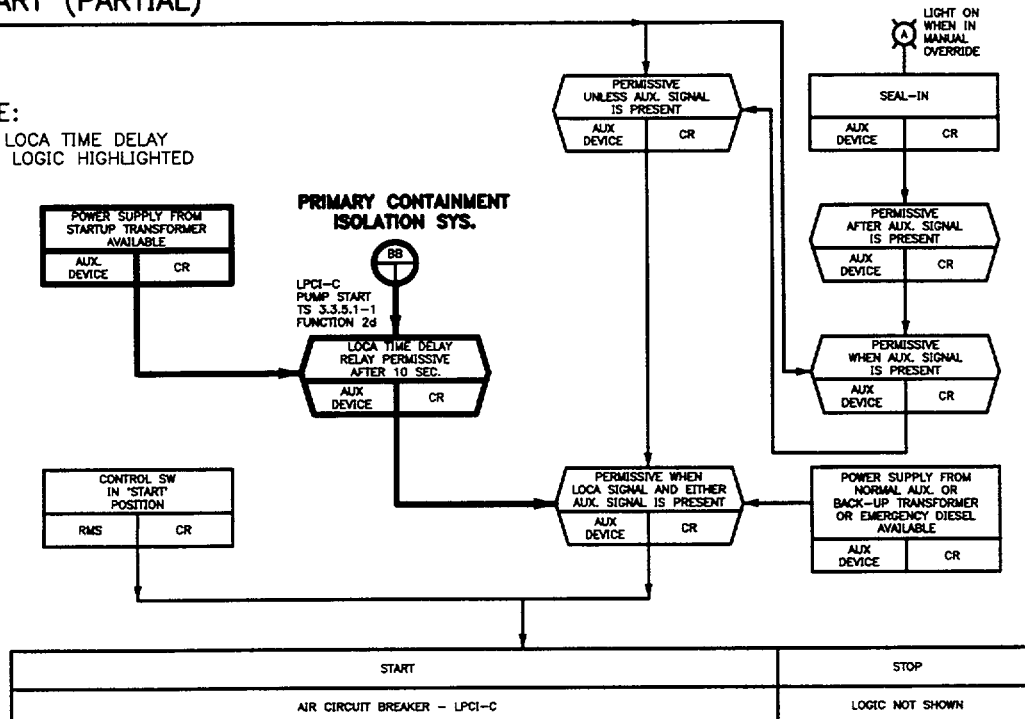 ART (PARTIAL)
LIGHT ON
WHEN IN
MANUAL
OVERRIDE
A
E:
LOCA TIME DELAY
LOGIC HIGHLIGHTED
PERMISSIVE
UNLESS AUX. SIGNAL
IS PRESENT
AUX
DEVICE
CR
SEAL-IN
AUX
DEVICE
CR
POWER SUPPLY FROM
STARTUP TRANSFORMER
AVAILABLE
AUX.
DEVICE
CR
PRIMARY CONTAINMENT
ISOLATION SYS.
BB
LPCI-C
PUMP START
TS 3.3.5.1-1
FUNCTION 2d
PERMISSIVE
AFTER AUX. SIGNAL
IS PRESENT
AUX
DEVICE
CR
LOCA TIME DELAY
RELAY PERMISSIVE
AFTER 10 SEC.
AUX
DEVICE
CR
PERMISSIVE
WHEN AUX. SIGNAL
IS PRESENT
AUX
DEVICE
CR
CONTROL SW
IN "START"
POSITION
RMS
CR
PERMISSIVE WHEN
LOCA SIGNAL AND EITHER
AUX. SIGNAL IS PRESENT
AUX
DEVICE
CR
POWER SUPPLY FROM
NORMAL AUX. OR
BACK-UP TRANSFORMER
OR EMERGENCY DIESEL
AVAILABLE
AUX
DEVICE
CR
START
STOP
AIR CIRCUIT BREAKER - LPCI-C
LOGIC NOT SHOWN